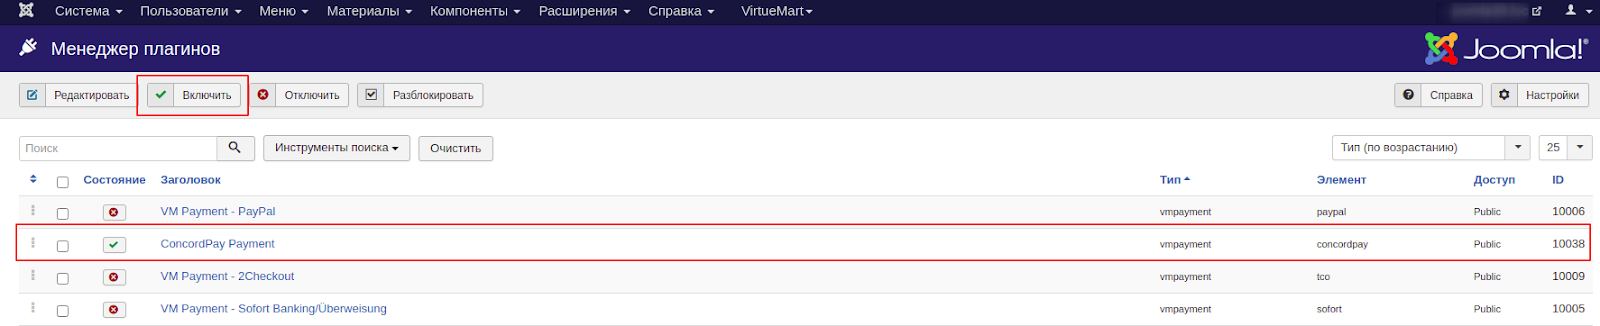 Система Пользователи Меню Материалы Компоненты Расширения Справка VirtueMart
Менеджер плагинов Joomla!®
Редактировать Включить Отключить Разблокировать Справка Настройки
Поиск Инструменты поиска Очистить Тип (по возрастанию) 25
Состояние Заголовок Тип Элемент Доступ ID
VM Payment - PayPal vmpayment paypal Public 10006
ConcordPay Payment vmpayment concordpay Public 10038
VM Payment - 2Checkout vmpayment tco Public 10009
VM Payment - Sofort Banking/Überweisung vmpayment sofort Public 10005